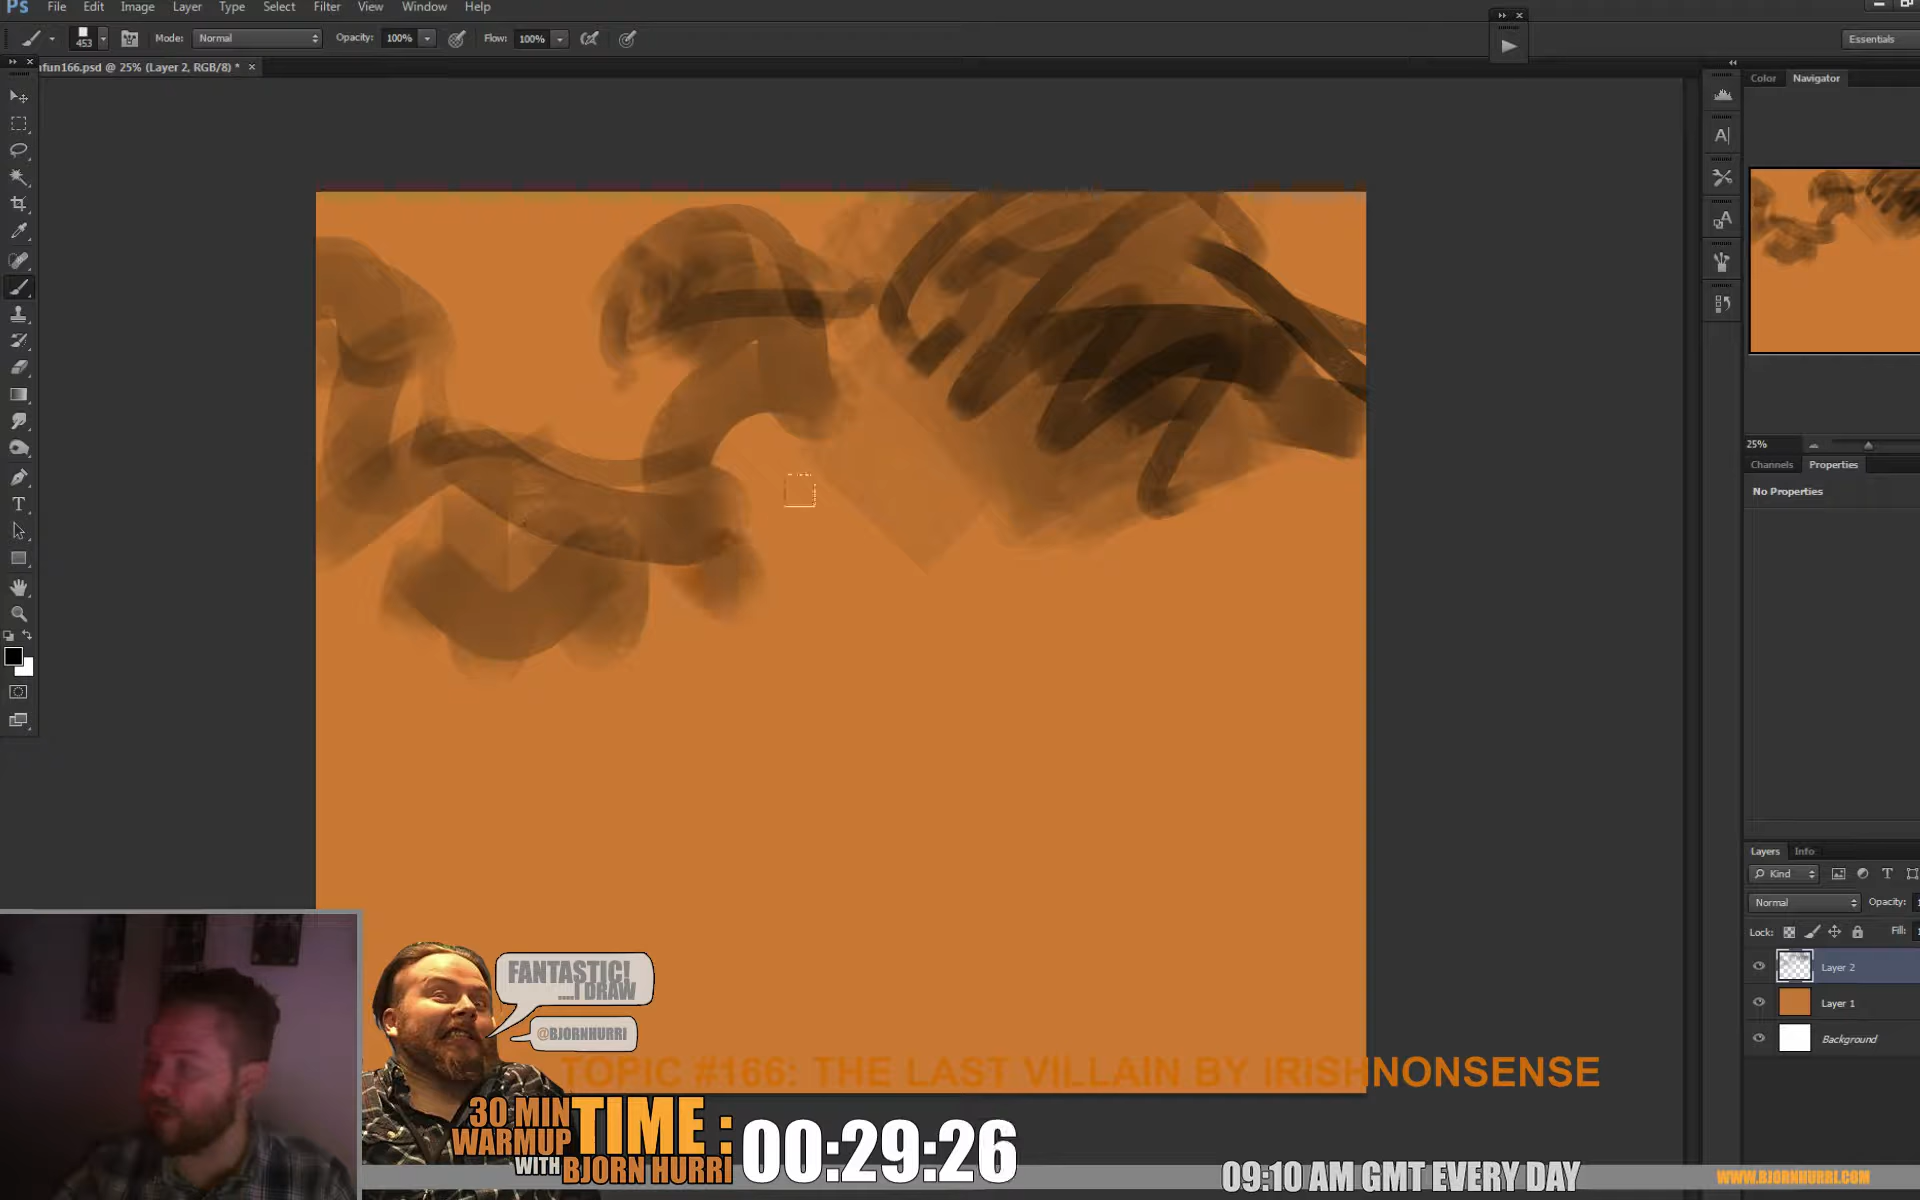 Ps File Edit Image Layer Type Select Filter View Window Help
453 Mode: Normal Opacity: 100% Flow: 100% Essentials
fun166.psd @ 25% (Layer 2, RGB/8) *
Color Navigator
25%
Channels Properties
No Properties
Layers Info
Kind
Normal Opacity: 1
Lock: Fill:
Layer 2
Layer 1
Background
FANTASTIC!
....I DRAW
@BJORNHURRI
TOPIC #166: THE LAST VILLAIN BY IRISHNONSENSE
30 MIN
WARMUP
WITH BJORN HURRI
TIME : 00:29:26
09:10 AM GMT EVERY DAY
WWW.BJORNHURRI.COM